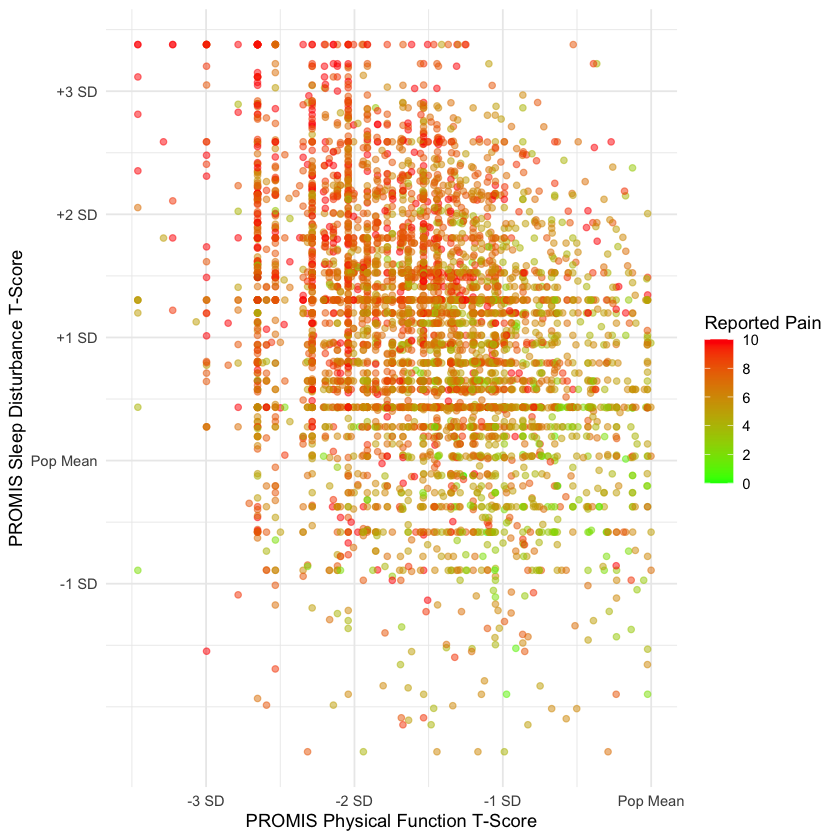 +3 SD
+2 SD
+1 SD
Pop Mean
-1 SD
PROMIS Sleep Disturbance T-Score
-3 SD
-2 SD
-1 SD
Pop Mean
PROMIS Physical Function T-Score
Reported Pain
10
8
6
4
2
0